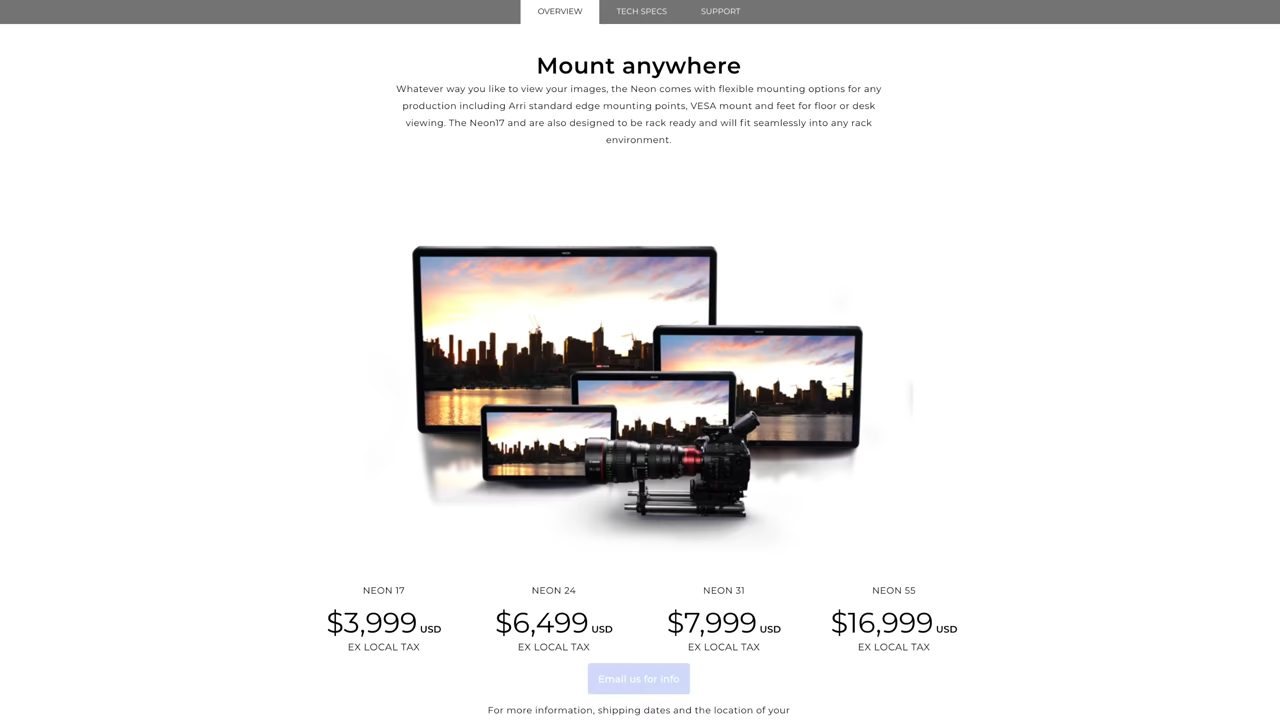 OVERVIEW TECH SPECS SUPPORT
Mount anywhere
Whatever way you like to view your images, the Neon comes with flexible mounting options for any
production including Arri standard edge mounting points, VESA mount and feet for floor or desk
viewing. The Neon17 and are also designed to be rack ready and will fit seamlessly into any rack
environment.
NEON 17 NEON 24 NEON 31 NEON 55
$3,999 USD $6,499 USD $7,999 USD $16,999 USD
EX LOCAL TAX EX LOCAL TAX EX LOCAL TAX EX LOCAL TAX
Email us for info
For more information, shipping dates and the location of your